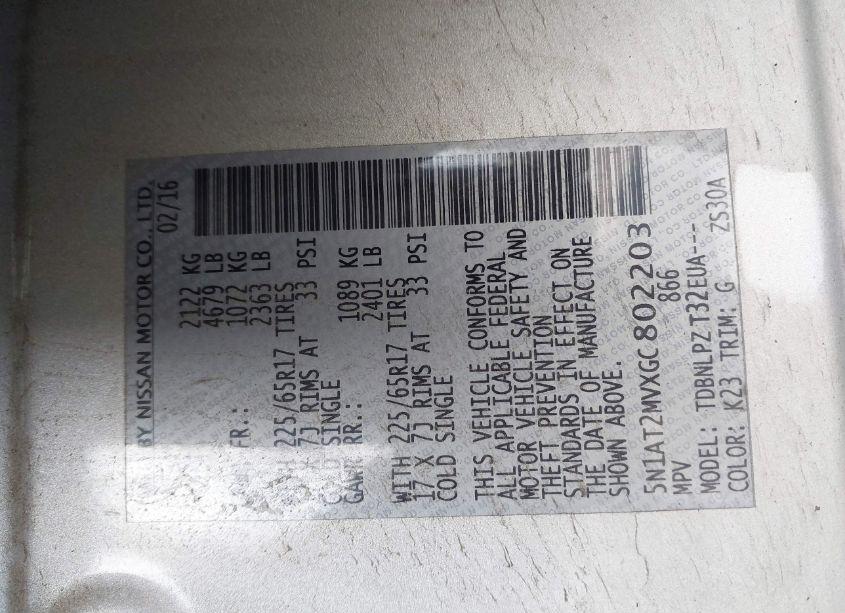 BY NISSAN MOTOR CO., LTD.
02/16
2122 KG
4679 LB
FR.: 1072 KG
2363 LB
225/65R17 TIRES
7J RIMS AT 33 PSI
SINGLE
GAWR RR.: 1089 KG
2401 LB
WITH 225/65R17 TIRES
17 X 7J RIMS AT 33 PSI
COLD SINGLE
THIS VEHICLE CONFORMS TO
ALL APPLICABLE FEDERAL
MOTOR VEHICLE SAFETY AND
THEFT PREVENTION
STANDARDS IN EFFECT ON
THE DATE OF MANUFACTURE
SHOWN ABOVE.
5N1AT2MVXGC802203
MPV 866
MODEL: TDBNLPZ T32EUA---
COLOR: K23 TRIM: G ZS30A